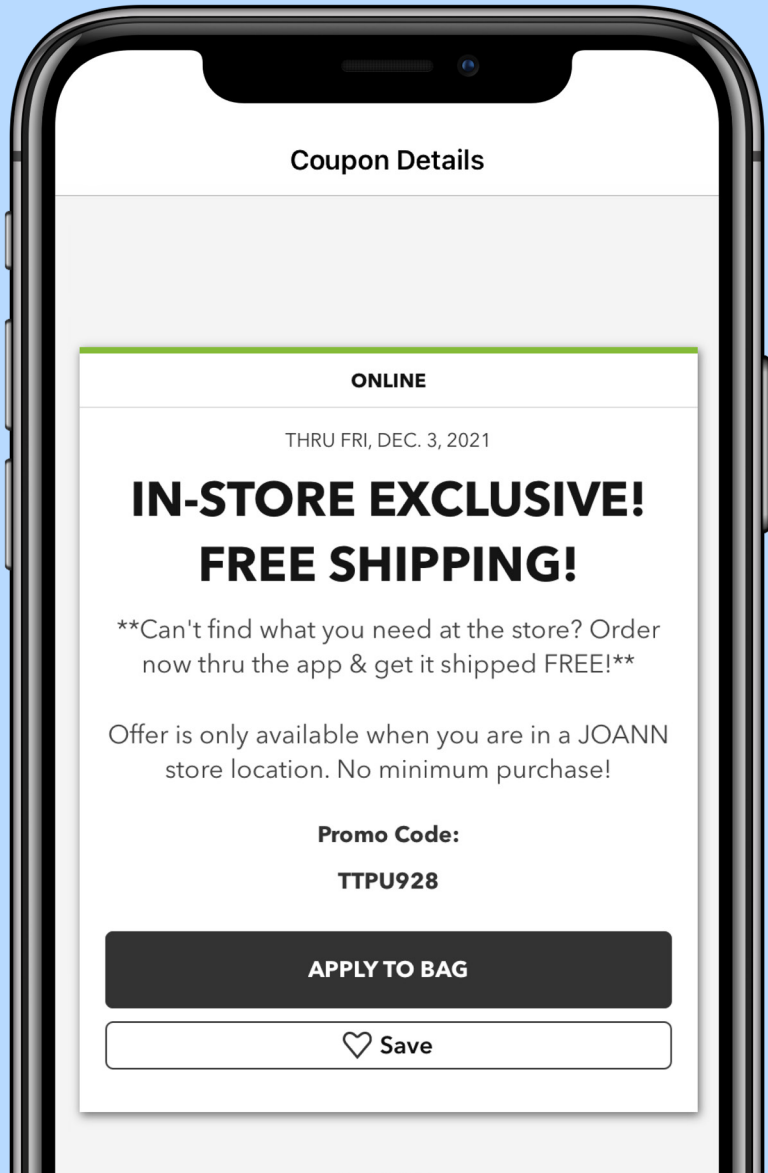 Coupon Details
ONLINE
THRU FRI, DEC. 3, 2021
IN-STORE EXCLUSIVE!
FREE SHIPPING!
**Can't find what you need at the store? Order
now thru the app & get it shipped FREE!**
Offer is only available when you are in a JOANN
store location. No minimum purchase!
Promo Code:
TTPU928
APPLY TO BAG
Save